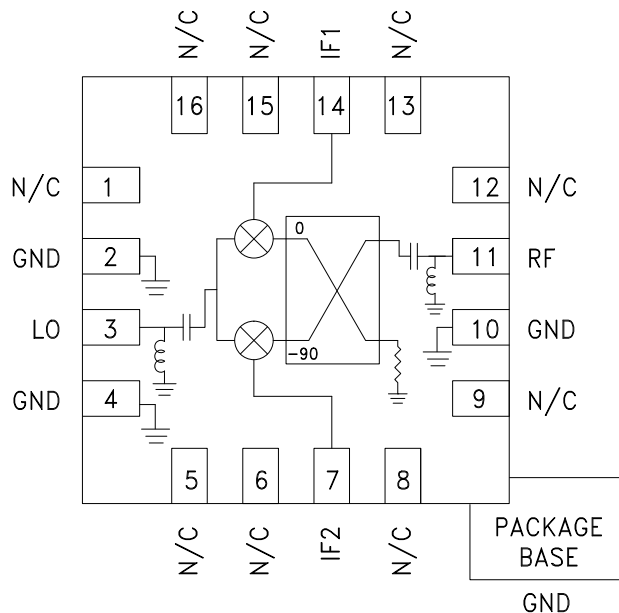 N/C N/C IF1 N/C
16 15 14 13
N/C 1 12 N/C
GND 2 0 11 RF
LO 3 10 GND
-90
GND 4 9 N/C
5 6 7 8
N/C N/C IF2 N/C
PACKAGE
BASE
GND